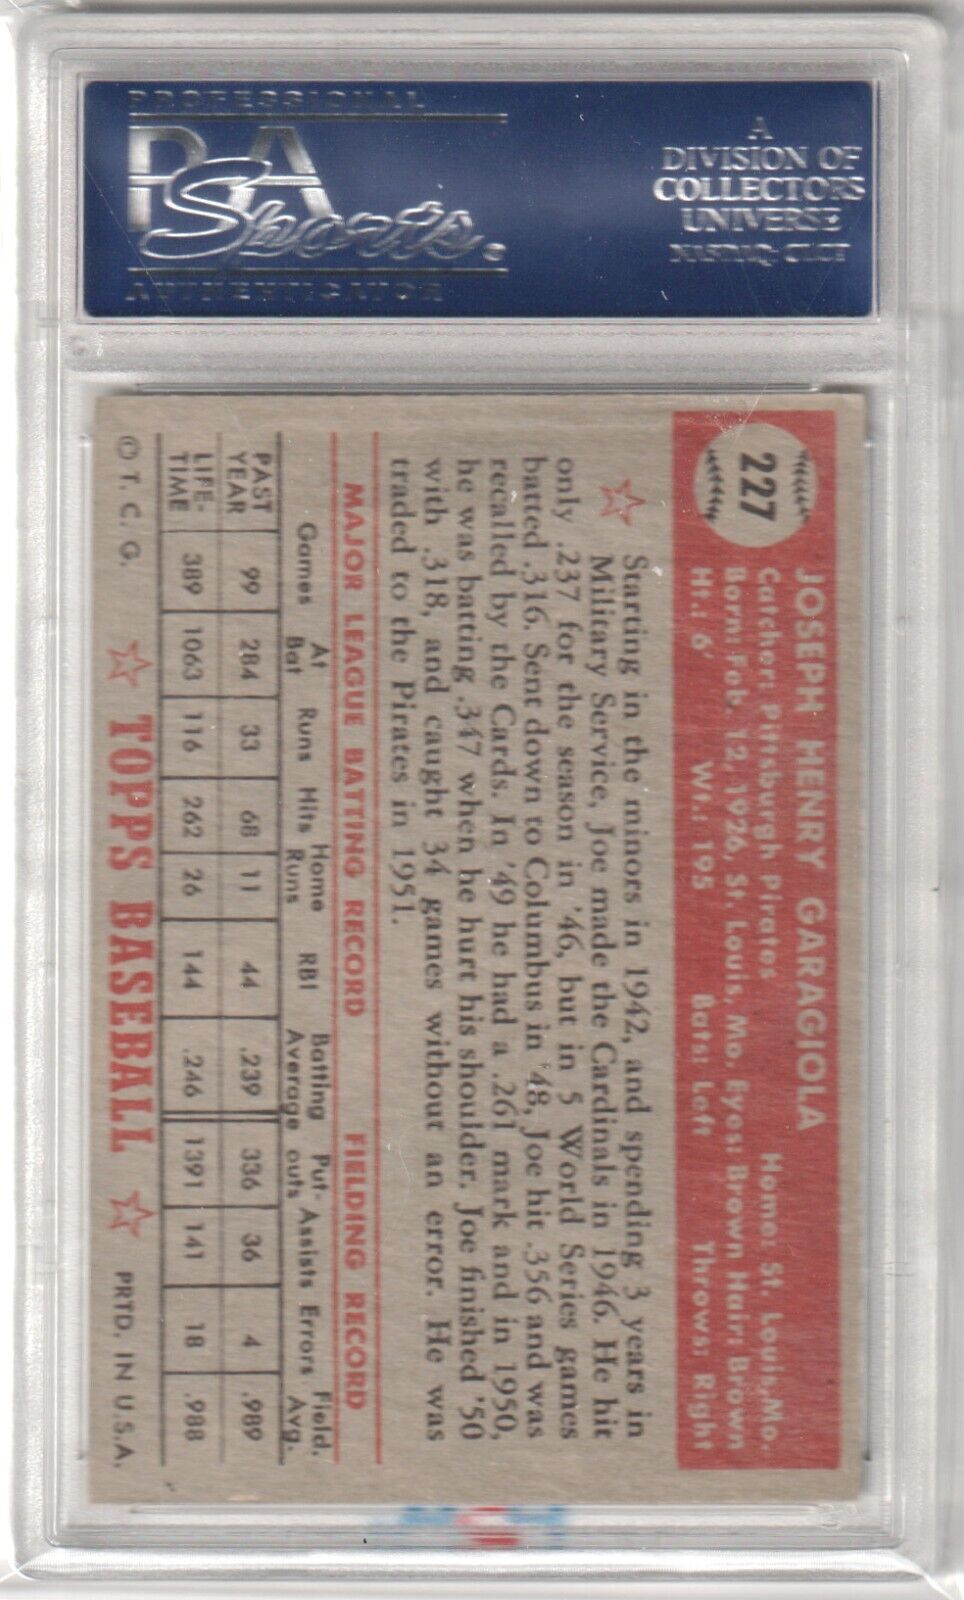 PROFESSIONAL
PSA
Sports
AUTHENTICATOR
A
DIVISION OF
COLLECTORS
UNIVERSE
NASDAQ: CLCT
227
JOSEPH HENRY GARAGIOLA
Catcher: Pittsburgh Pirates Home: St. Louis, Mo.
Born: Feb. 12, 1926, St. Louis, Mo. Eyes: Brown Hair: Brown
Ht.: 6' Wt.: 195 Bats: Left Throws: Right
Starting in the minors in 1942, and spending 3 years in
Military Service, Joe made the Cardinals in 1946. He hit
only .237 for the season in '46, but in 5 World Series games
batted .316. Sent down to Columbus in '48, Joe hit .356 and was
recalled by the Cards. In '49 he had a .261 mark and in 1950,
he was batting .347 when he hurt his shoulder. Joe finished '50
with .318, and caught 34 games without an error. He was
traded to the Pirates in 1951.
MAJOR LEAGUE BATTING RECORD FIELDING RECORD
Games At Bat Runs Hits Home Runs RBI Batting Average Put-outs Assists Errors Field. Avg.
PAST YEAR 99 284 33 68 11 44 .239 336 36 4 .989
LIFE-TIME 389 1063 116 262 26 144 .246 1391 141 18 .988
© T. C. G. TOPPS BASEBALL PRTD. IN U.S.A.